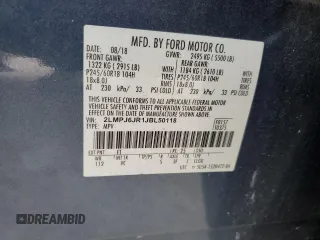 MFD. BY FORD MOTOR CO.
DATE: 08/18 GVWR: 2495 KG ( 5500 LB)
FRONT GAWR: REAR GAWR:
1322 KG ( 2915 LB) 1184 KG ( 2610 LB)
P245/60R18 104H P245/60R18 104H
18x8.0J 18x8.0J
AT 230 kPa/ 33 PSI COLD AT 230 kPa/ 33 PSI COLD
THIS VEHICLE CONFORMS TO ALL APPLICABLE FEDERAL MOTOR
VEHICLE SAFETY AND THEFT PREVENTION STANDARDS IN EFFECT
ON THE DATE OF MANUFACTURE SHOWN ABOVE.
VIN: 2LMPJ6JR1JBL50118
TYPE: MPV